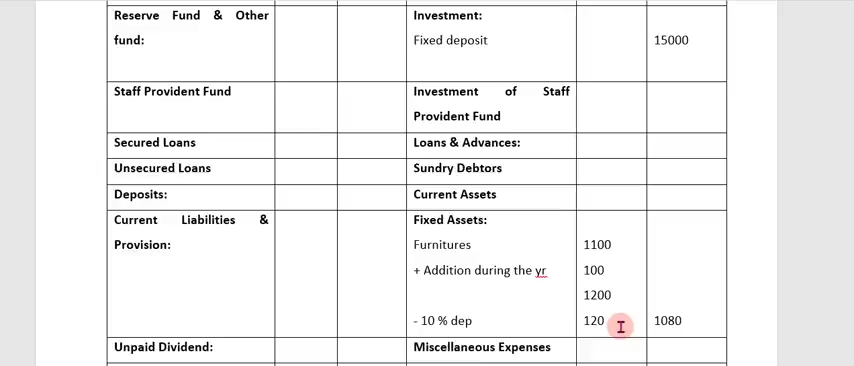 Reserve Fund & Other Investment:
fund: Fixed deposit 15000
Staff Provident Fund Investment of Staff
Provident Fund
Secured Loans Loans & Advances:
Unsecured Loans Sundry Debtors
Deposits: Current Assets
Current Liabilities & Fixed Assets:
Provision: Furnitures 1100
+ Addition during the yr 100
1200
- 10 % dep 120 1080
Unpaid Dividend: Miscellaneous Expenses